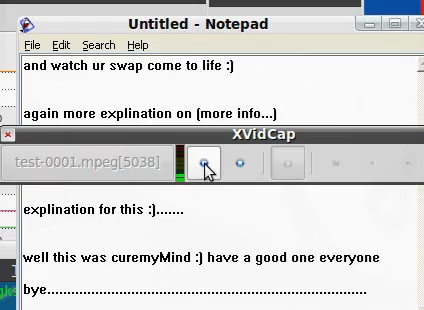 Untitled - Notepad
File Edit Search Help
and watch ur swap come to life :)
again more explination on (more info...)
XVidCap
test-0001.mpeg[5038]
explination for this :).......
well this was curemyMind :) have a good one everyone
bye...............................................................................